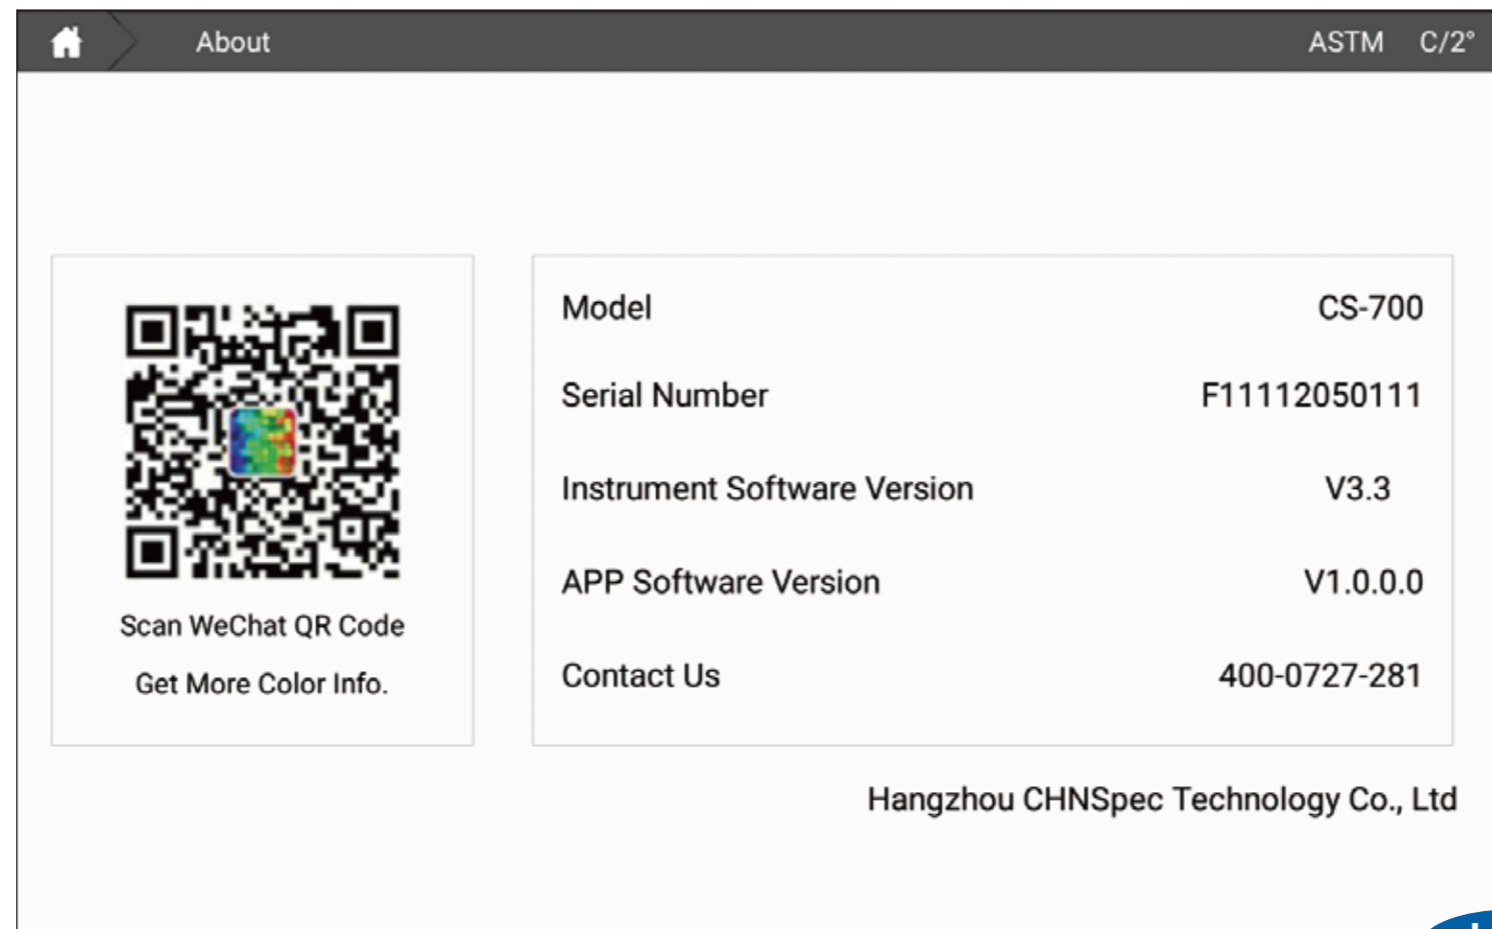 About ASTM C/2°
Model CS-700
Serial Number F11112050111
Instrument Software Version V3.3
APP Software Version V1.0.0.0
Contact Us 400-0727-281
Scan WeChat QR Code
Get More Color Info.
Hangzhou CHNSpec Technology Co., Ltd